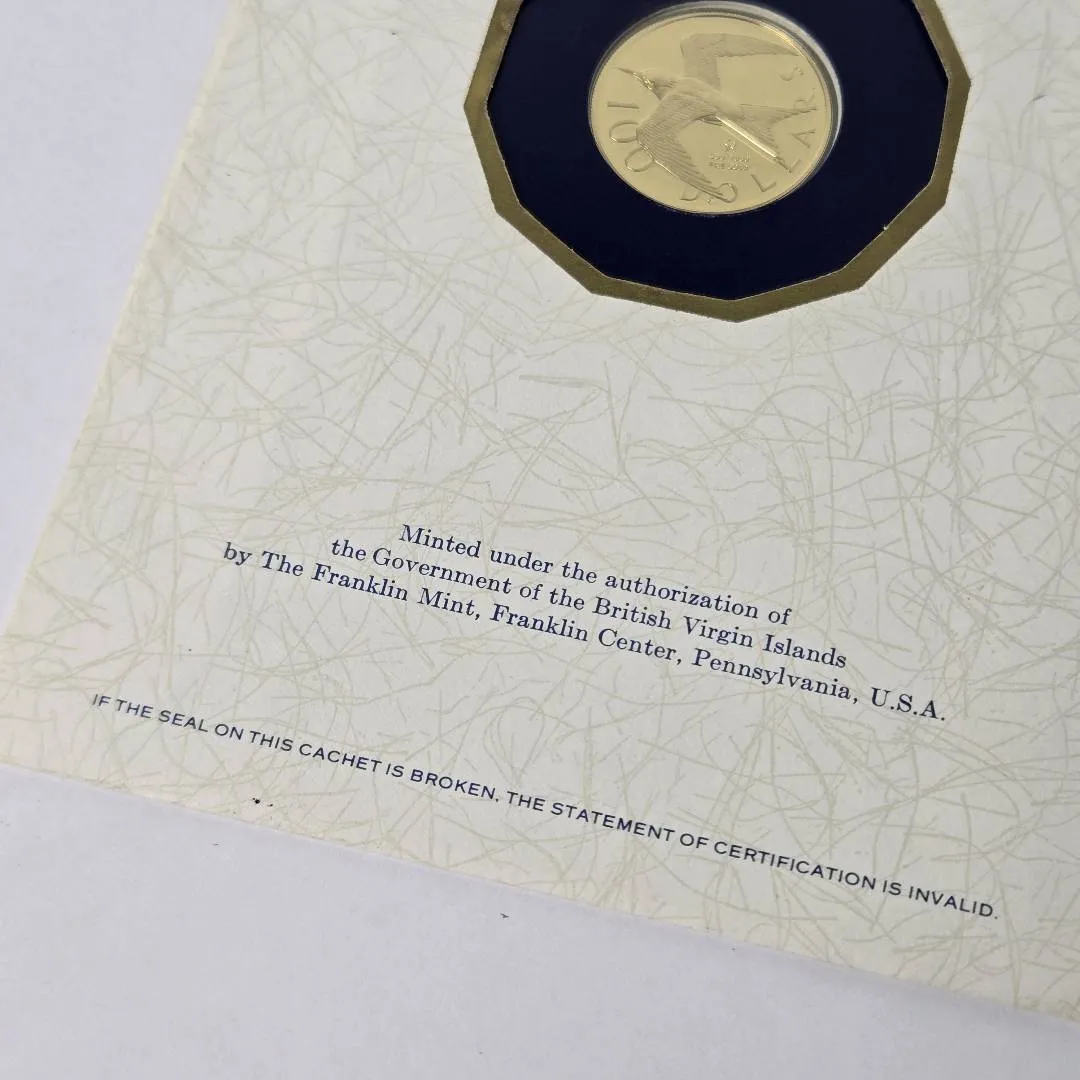 100 DOLLARS
Minted under the authorization of
the Government of the British Virgin Islands
by The Franklin Mint, Franklin Center, Pennsylvania, U.S.A.
IF THE SEAL ON THIS CACHET IS BROKEN, THE STATEMENT OF CERTIFICATION IS INVALID.